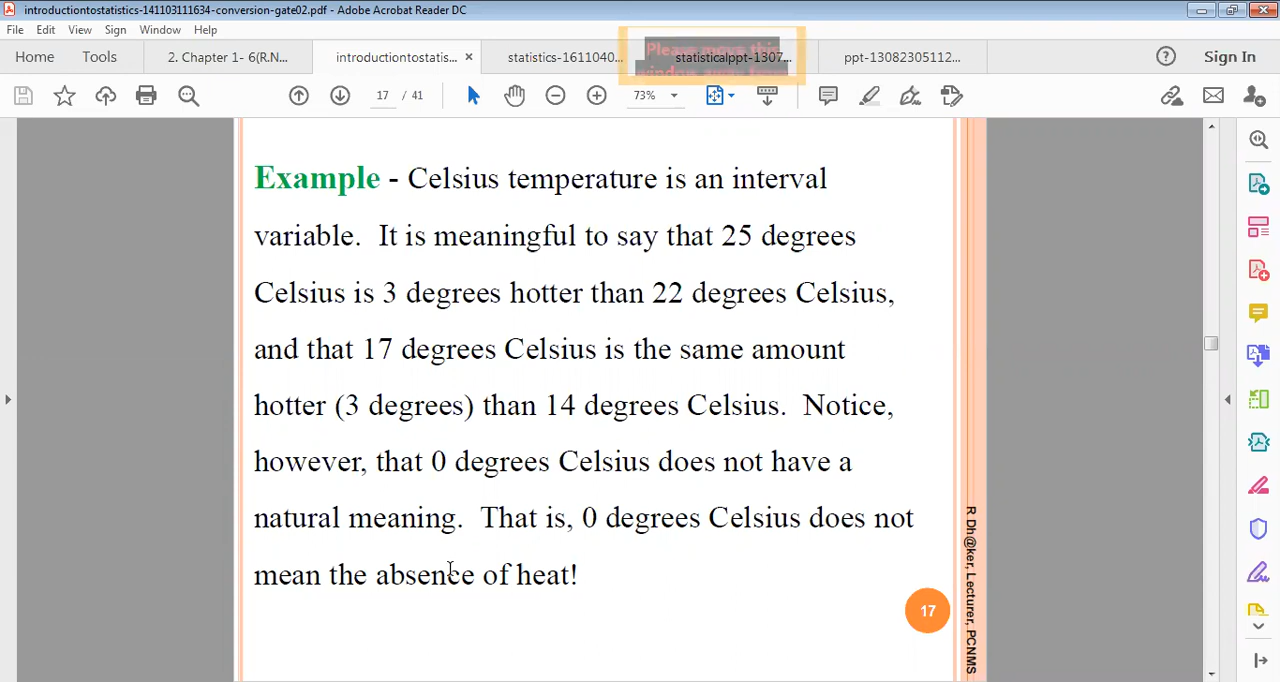 introductiontostatistics-141103111634-conversion-gate02.pdf - Adobe Acrobat Reader DC
File Edit View Sign Window Help
Home Tools 2. Chapter 1- 6(R.N... introductiontostatis... × statistics-1611040... statisticalppt-1307... ppt-13082305112...
Please move this
Sign In
17 / 41 73%
Example - Celsius temperature is an interval
variable. It is meaningful to say that 25 degrees
Celsius is 3 degrees hotter than 22 degrees Celsius,
and that 17 degrees Celsius is the same amount
hotter (3 degrees) than 14 degrees Celsius. Notice,
however, that 0 degrees Celsius does not have a
natural meaning. That is, 0 degrees Celsius does not
mean the absence of heat!
17
R Dh@ker, Lecturer, PCNMS